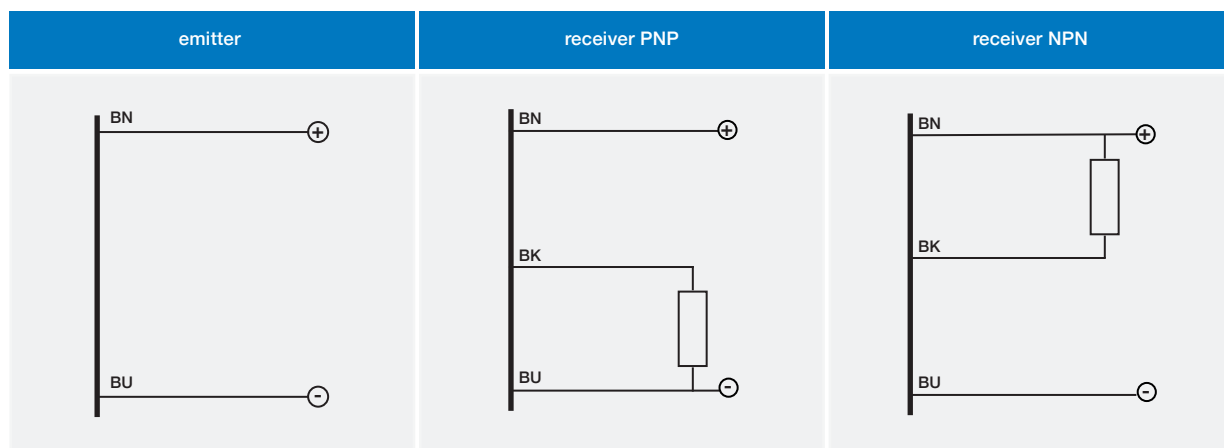 emitter
receiver PNP
receiver NPN
BN
+
BU
-
BN
+
BK
BU
-
BN
+
BK
BU
-